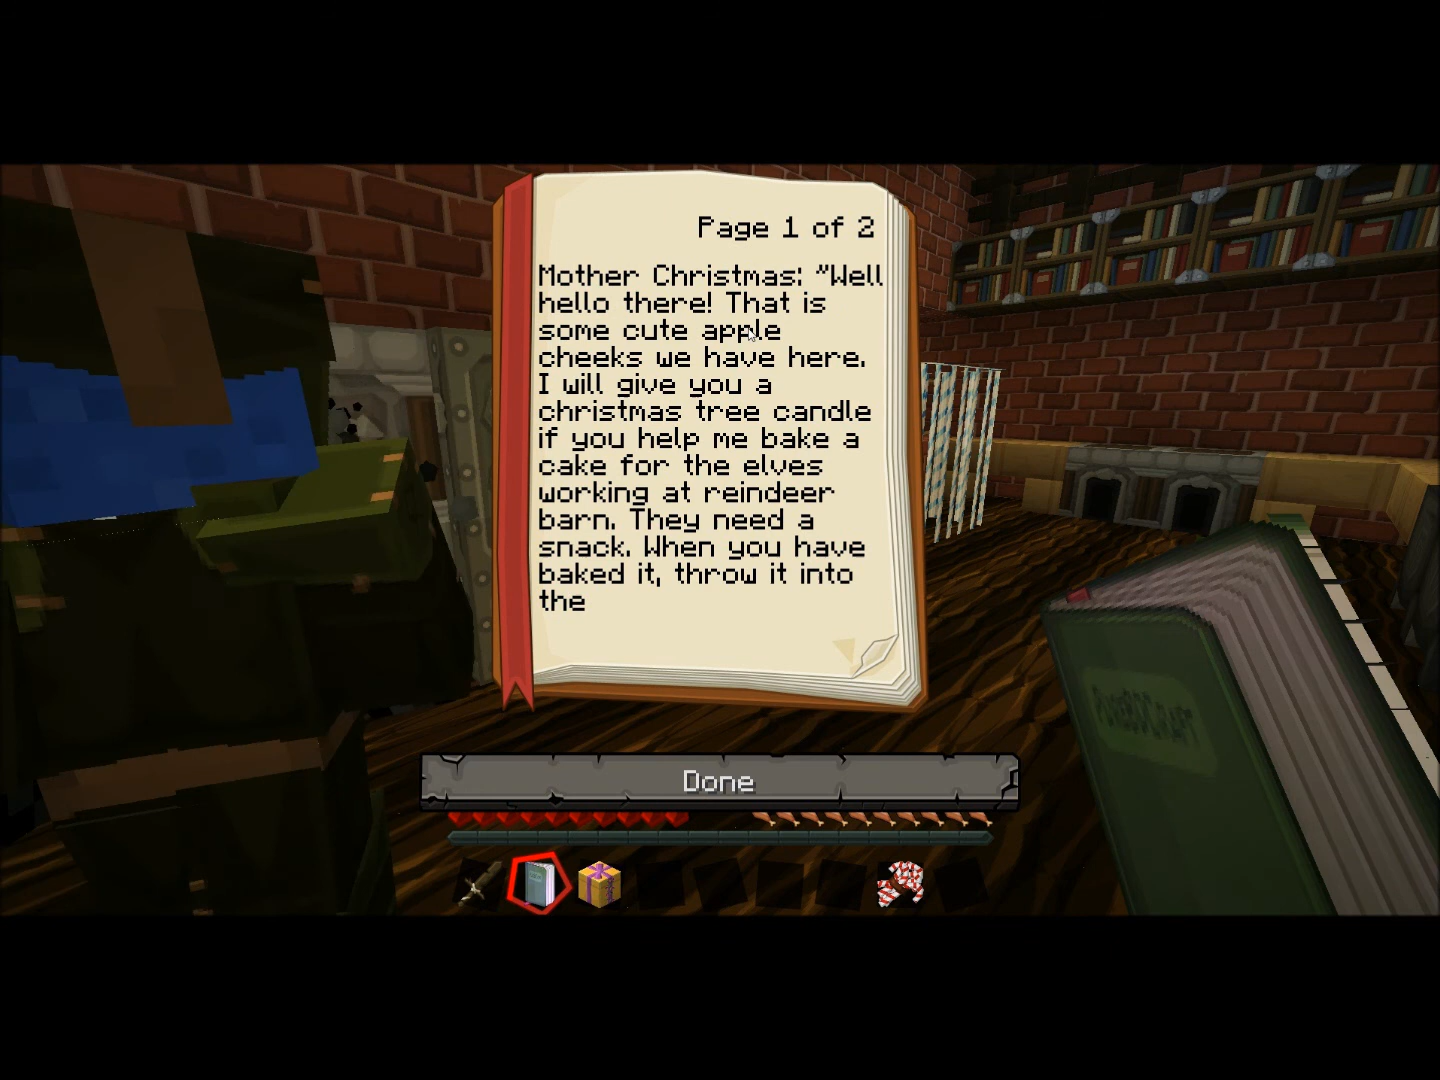 Page 1 of 2
Mother Christmas: "Well
hello there! That is
some cute apple
cheeks we have here.
I will give you a
christmas tree candle
if you help me bake a
cake for the elves
working at reindeer
barn. They need a
snack. When you have
baked it, throw it into
the
Done